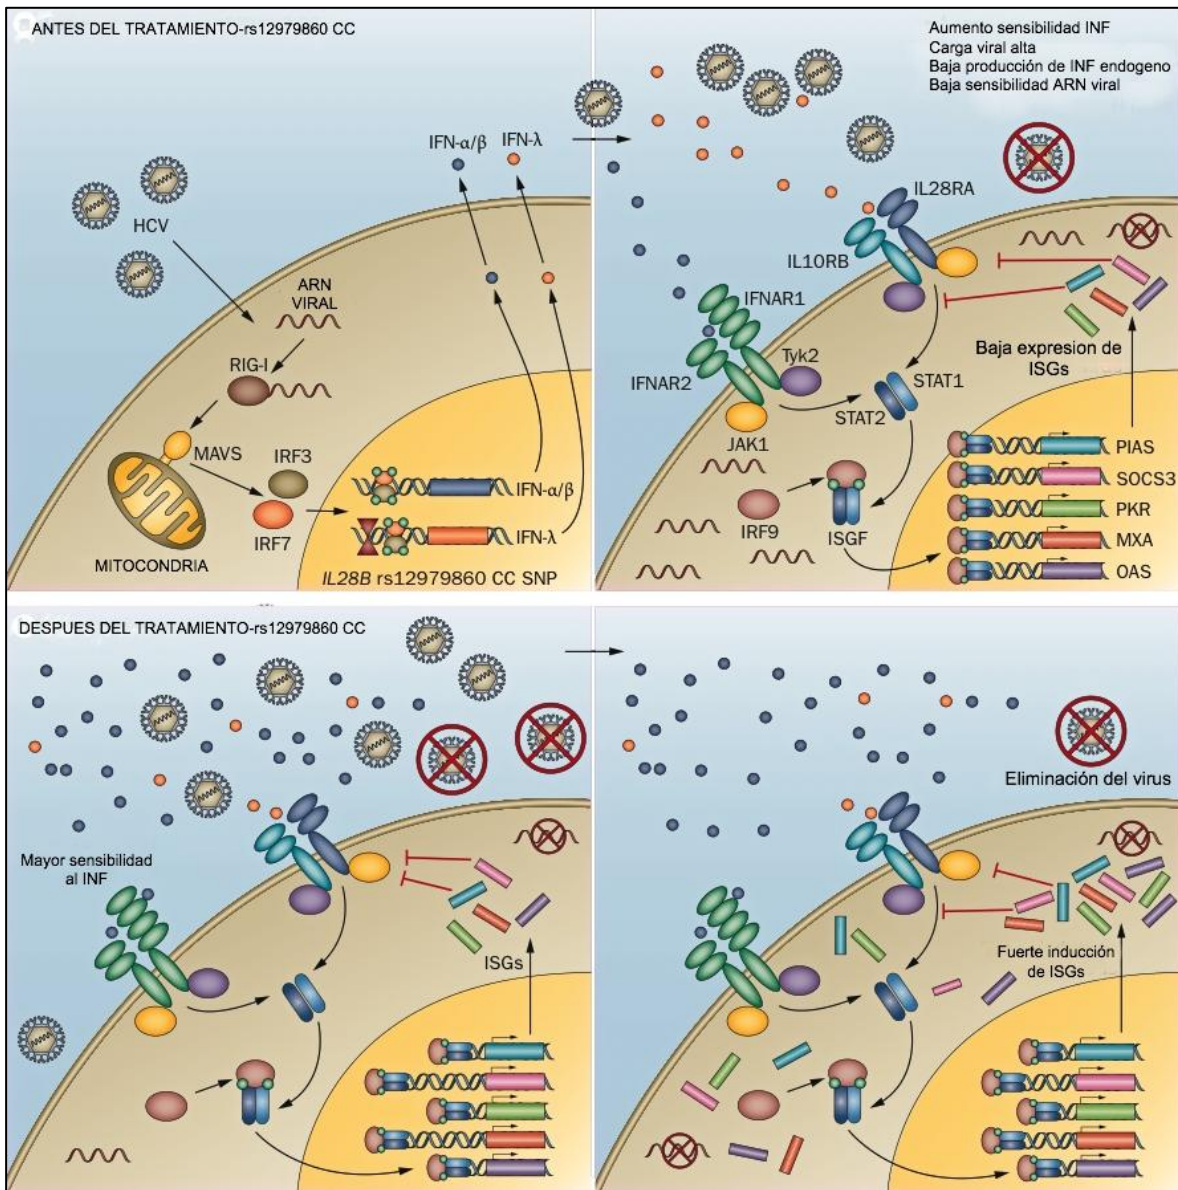 ANTES DEL TRATAMIENTO-rs12979860 CC
HCV
ARN
VIRAL
RIG-I
MAVS
MITOCONDRIA
IRF3
IRF7
IFN-α/β
IFN-λ
IFN-α/β
IFN-λ
IL28B rs12979860 CC SNP
Aumento sensibilidad INF
Carga viral alta
Baja producción de INF endogeno
Baja sensibilidad ARN viral
IL28RA
IL10RB
IFNAR1
IFNAR2
Tyk2
JAK1
STAT1
STAT2
IRF9
ISGF
Baja expresion de
ISGs
PIAS
SOCS3
PKR
MXA
OAS
DESPUES DEL TRATAMIENTO-rs12979860 CC
Mayor sensibilidad
al INF
ISGs
Eliminación del virus
Fuerte inducción
de ISGs